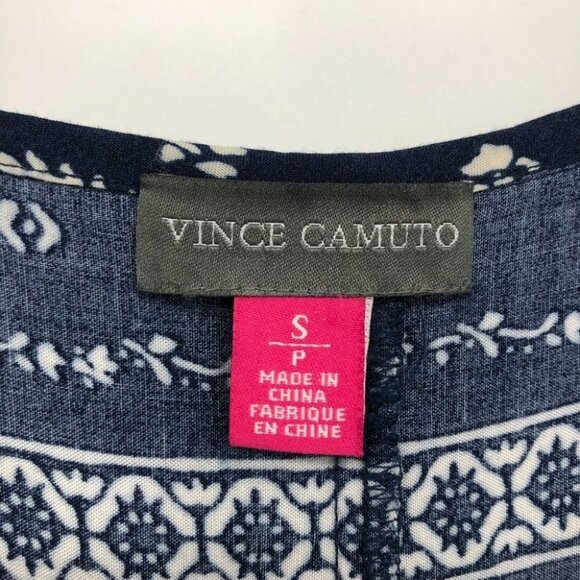 VINCE CAMUTO
S
P
MADE IN
CHINA
FABRIQUE
EN CHINE